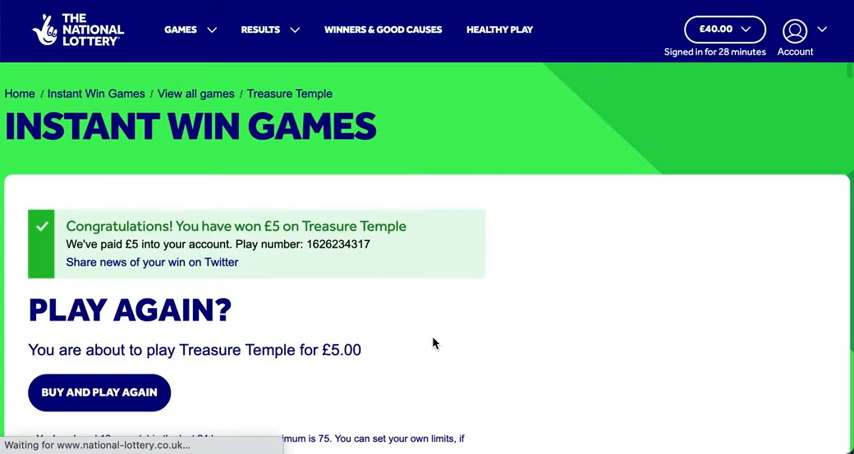 THE
NATIONAL
LOTTERY
GAMES RESULTS WINNERS & GOOD CAUSES HEALTHY PLAY
£40.00
Signed in for 28 minutes Account
Home / Instant Win Games / View all games / Treasure Temple
INSTANT WIN GAMES
Congratulations! You have won £5 on Treasure Temple
We've paid £5 into your account. Play number: 1626234317
Share news of your win on Twitter
PLAY AGAIN?
You are about to play Treasure Temple for £5.00
BUY AND PLAY AGAIN
is 75. You can set your own limits, if
Waiting for www.national-lottery.co.uk...